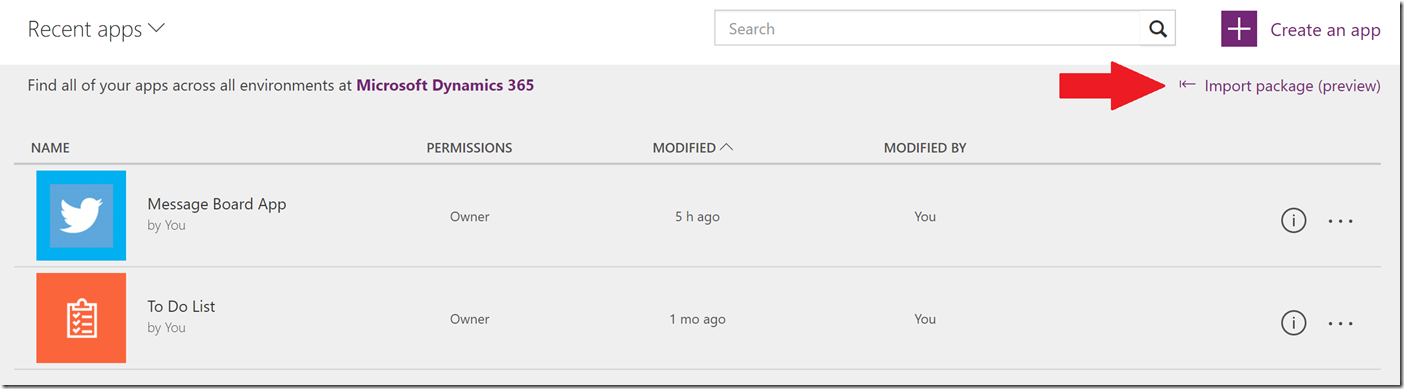 Recent apps
Search
Create an app
Find all of your apps across all environments at Microsoft Dynamics 365
Import package (preview)
NAME PERMISSIONS MODIFIED MODIFIED BY
Message Board App
by You
Owner 5 h ago You
To Do List
by You
Owner 1 mo ago You